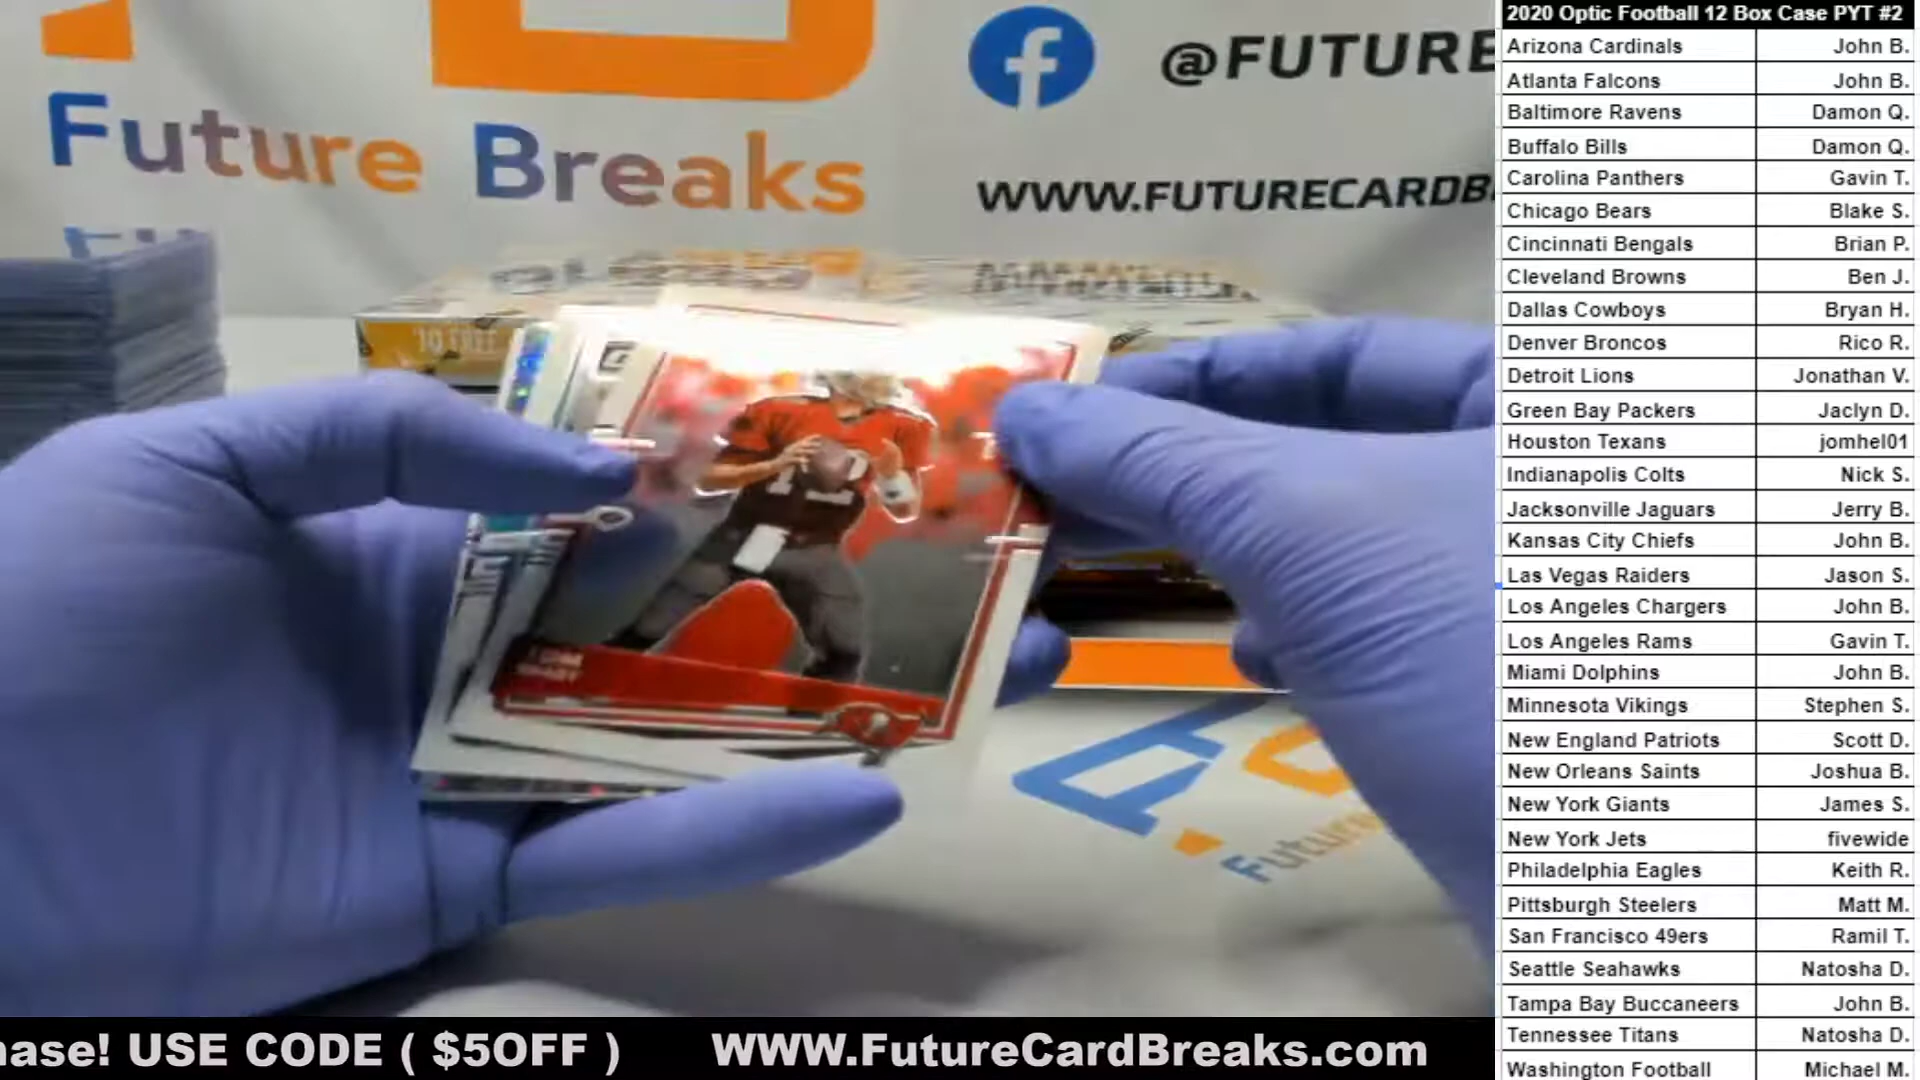 Future Breaks
@FUTURE
WWW.FUTURECARDB
10 FREE
TOM
BRADY
12
Future
hase! USE CODE ( $5OFF )
WWW.FutureCardBreaks.com
2020 Optic Football 12 Box Case PYT #2
Arizona Cardinals John B.
Atlanta Falcons John B.
Baltimore Ravens Damon Q.
Buffalo Bills Damon Q.
Carolina Panthers Gavin T.
Chicago Bears Blake S.
Cincinnati Bengals Brian P.
Cleveland Browns Ben J.
Dallas Cowboys Bryan H.
Denver Broncos Rico R.
Detroit Lions Jonathan V.
Green Bay Packers Jaclyn D.
Houston Texans jomhel01
Indianapolis Colts Nick S.
Jacksonville Jaguars Jerry B.
Kansas City Chiefs John B.
Las Vegas Raiders Jason S.
Los Angeles Chargers John B.
Los Angeles Rams Gavin T.
Miami Dolphins John B.
Minnesota Vikings Stephen S.
New England Patriots Scott D.
New Orleans Saints Joshua B.
New York Giants James S.
New York Jets fivewide
Philadelphia Eagles Keith R.
Pittsburgh Steelers Matt M.
San Francisco 49ers Ramil T.
Seattle Seahawks Natosha D.
Tampa Bay Buccaneers John B.
Tennessee Titans Natosha D.
Washington Football Michael M.